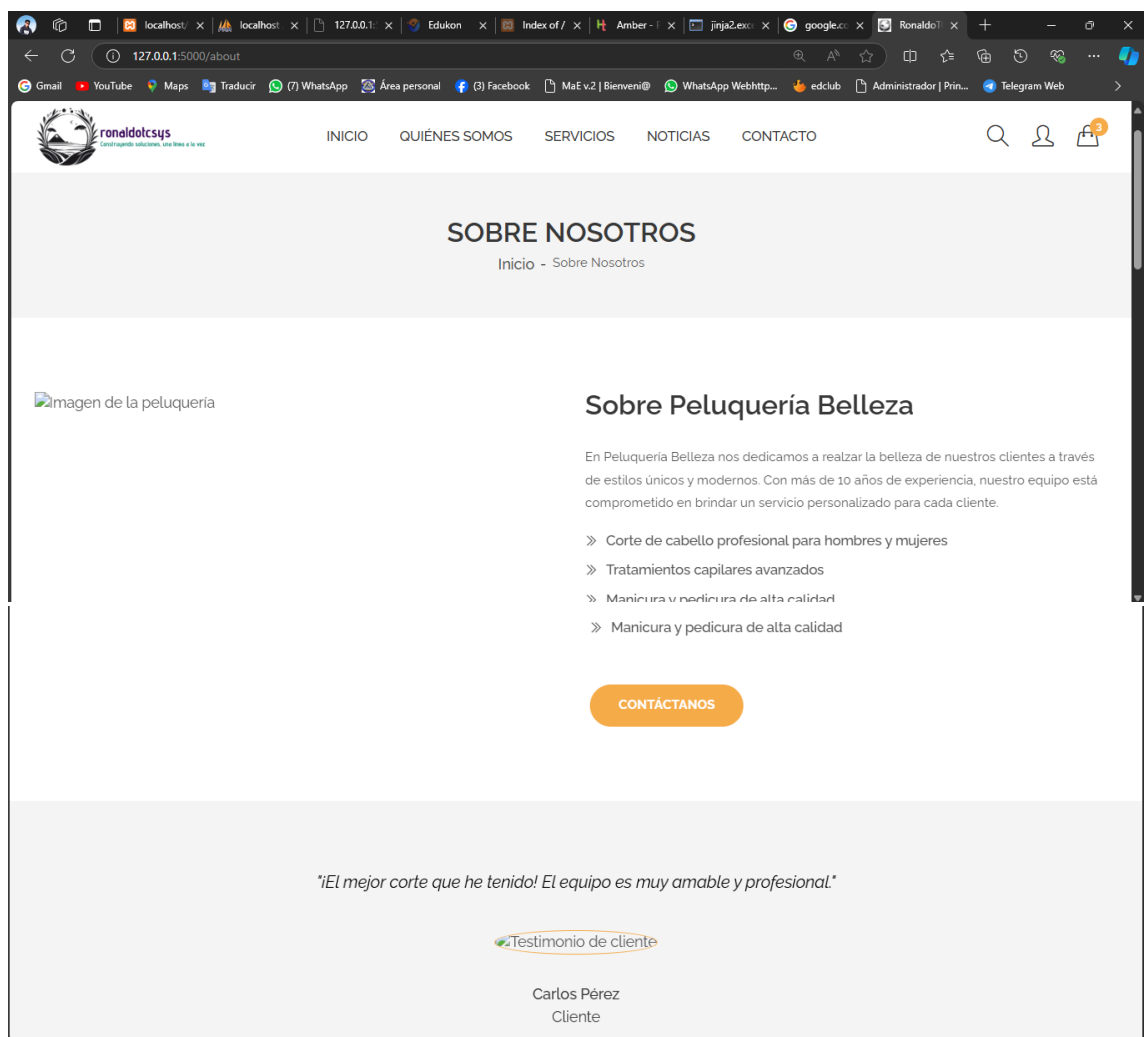 localhost/
localhost
127.0.0.1:
Edukon
Index of /
Amber -
jinja2.exc
google.cc
RonaldoT
127.0.0.1:5000/about
Gmail
YouTube
Maps
Traducir
(7) WhatsApp
Área personal
(3) Facebook
MaE v.2 | Bienveni@
WhatsApp Webhttp...
edclub
Administrador | Prin...
Telegram Web
ronaldotcsys
Construyendo soluciones, una línea a la vez
INICIO
QUIÉNES SOMOS
SERVICIOS
NOTICIAS
CONTACTO
3
SOBRE NOSOTROS
Inicio - Sobre Nosotros
Imagen de la peluquería
Sobre Peluquería Belleza
En Peluquería Belleza nos dedicamos a realzar la belleza de nuestros clientes a través
de estilos únicos y modernos. Con más de 10 años de experiencia, nuestro equipo está
comprometido en brindar un servicio personalizado para cada cliente.
Corte de cabello profesional para hombres y mujeres
Tratamientos capilares avanzados
Manicura y pedicura de alta calidad
Manicura y pedicura de alta calidad
CONTÁCTANOS
"¡El mejor corte que he tenido! El equipo es muy amable y profesional."
Testimonio de cliente
Carlos Pérez
Cliente